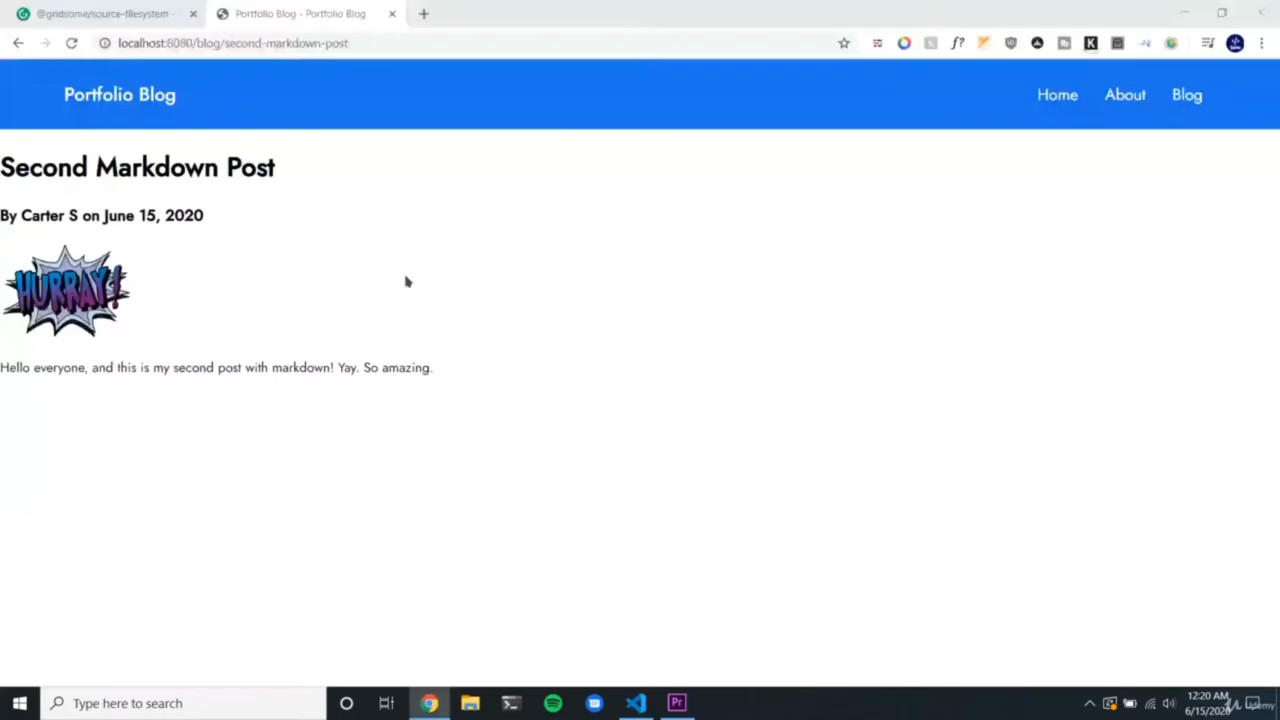 @gridsome/source-filesystem -
Portfolio Blog - Portfolio Blog
localhost:8080/blog/second-markdown-post
f?
K
Portfolio Blog
Home
About
Blog
Second Markdown Post
By Carter S on June 15, 2020
HURRAY!
Hello everyone, and this is my second post with markdown! Yay. So amazing.
Type here to search
Pr
12:20 AM
6/15/2020
Udemy